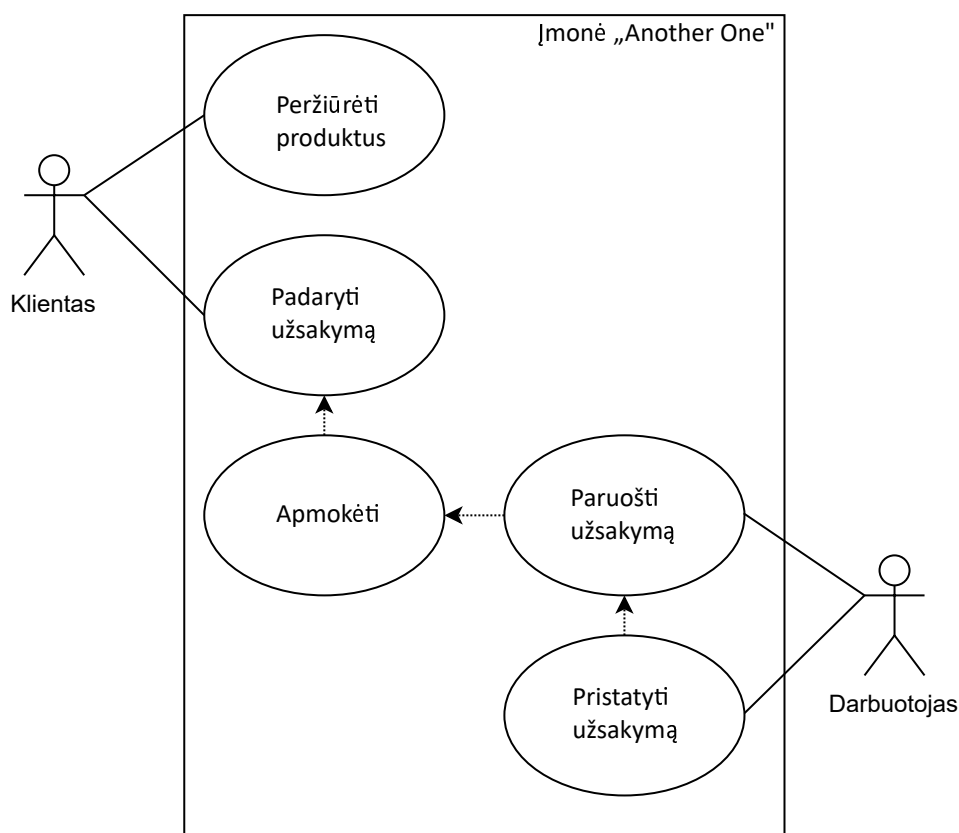 Įmonė „Another One"
Peržiūrėti
produktus
Klientas
Padaryti
užsakymą
Apmokėti
Paruošti
užsakymą
Pristatyti
užsakymą
Darbuotojas